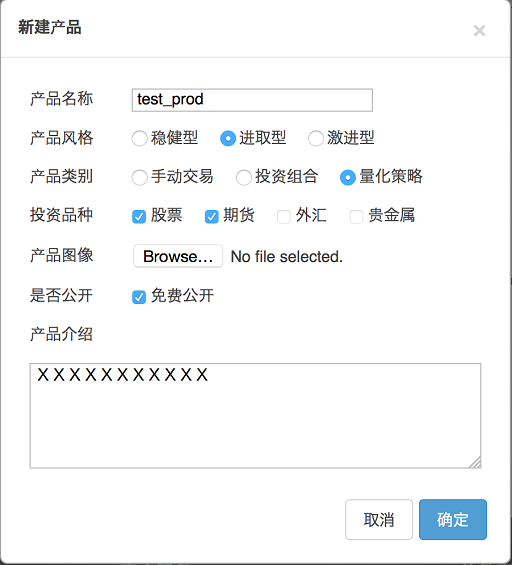 新建产品 ×
产品名称 test_prod
产品风格 稳健型 进取型 激进型
产品类别 手动交易 投资组合 量化策略
投资品种 股票 期货 外汇 贵金属
产品图像 Browse... No file selected.
是否公开 免费公开
产品介绍
X X X X X X X X X X X
取消 确定